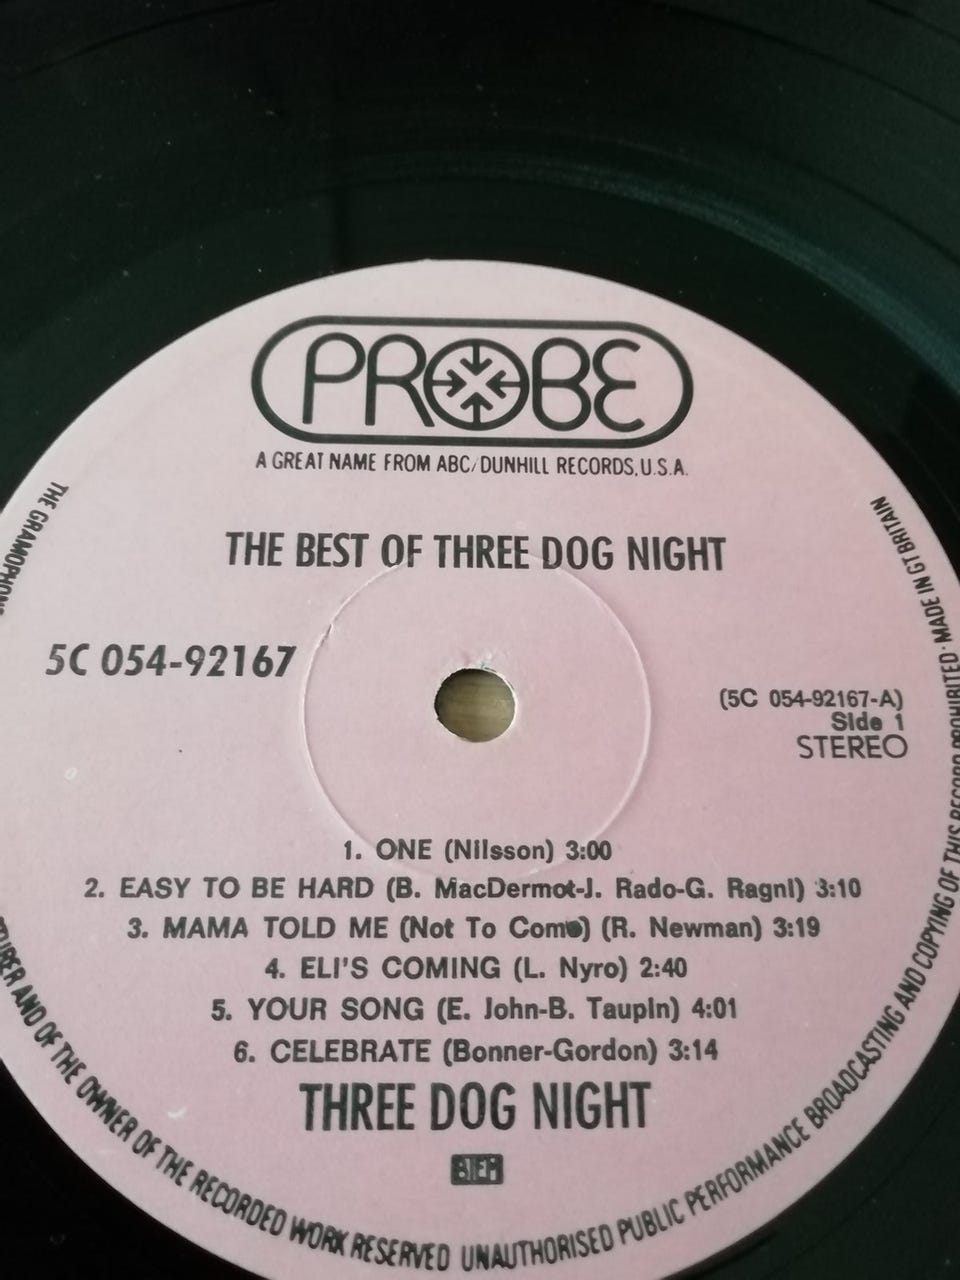 PROBE
A GREAT NAME FROM ABC/DUNHILL RECORDS, U.S.A.
THE BEST OF THREE DOG NIGHT
5C 054-92167
(5C 054-92167-A)
Side 1
STEREO
1. ONE (Nilsson) 3:00
2. EASY TO BE HARD (B. MacDermot-J. Rado-G. Ragni) 3:10
3. MAMA TOLD ME (Not To Come) (R. Newman) 3:19
4. ELI'S COMING (L. Nyro) 2:40
5. YOUR SONG (E. John-B. Taupin) 4:01
6. CELEBRATE (Bonner-Gordon) 3:14
THREE DOG NIGHT
BIEM
THE GRAMOPHONE
AND OF THE OWNER OF THE RECORDED WORK RESERVED UNAUTHORISED PUBLIC PERFORMANCE BROADCASTING AND COPYING OF THIS RECORD PROHIBITED · MADE IN GT BRITAIN